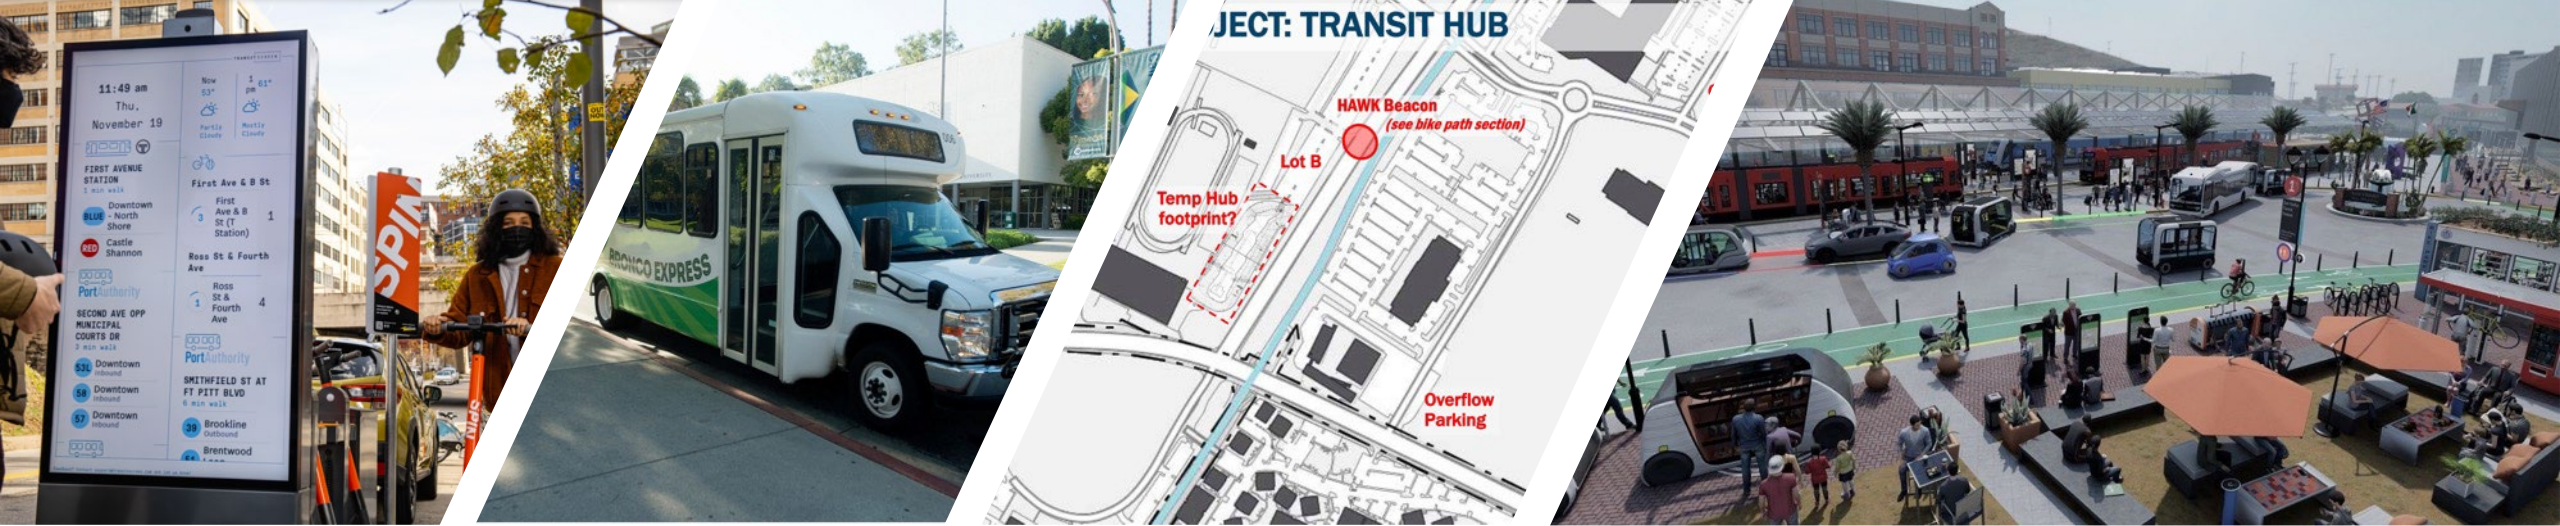 TRANSIT SCREEN
11:49 am
Thu,
November 19
FIRST AVENUE
STATION
1 min walk
BLUE
Downtown
- North
Shore
RED
Castle
Shannon
PortAuthority
SECOND AVE OPP
MUNICIPAL
COURTS DR
3 min walk
53L
Downtown
Inbound
58
Downtown
Inbound
57
Downtown
Inbound
Now
53°
Partly
Cloudy
1
pm
61°
Mostly
Cloudy
First Ave & B St
3
First
Ave & B
St (T
Station)
1
Ross St & Fourth
Ave
1
Ross
St &
Fourth
Ave
4
PortAuthority
SMITHFIELD ST AT
FT PITT BLVD
6 min walk
39
Brookline
Outbound
Brentwood
SPIN
SPIN
BRONCO EXPRESS
JECT: TRANSIT HUB
HAWK Beacon
(see bike path section)
Lot B
Temp Hub
footprint?
Overflow
Parking